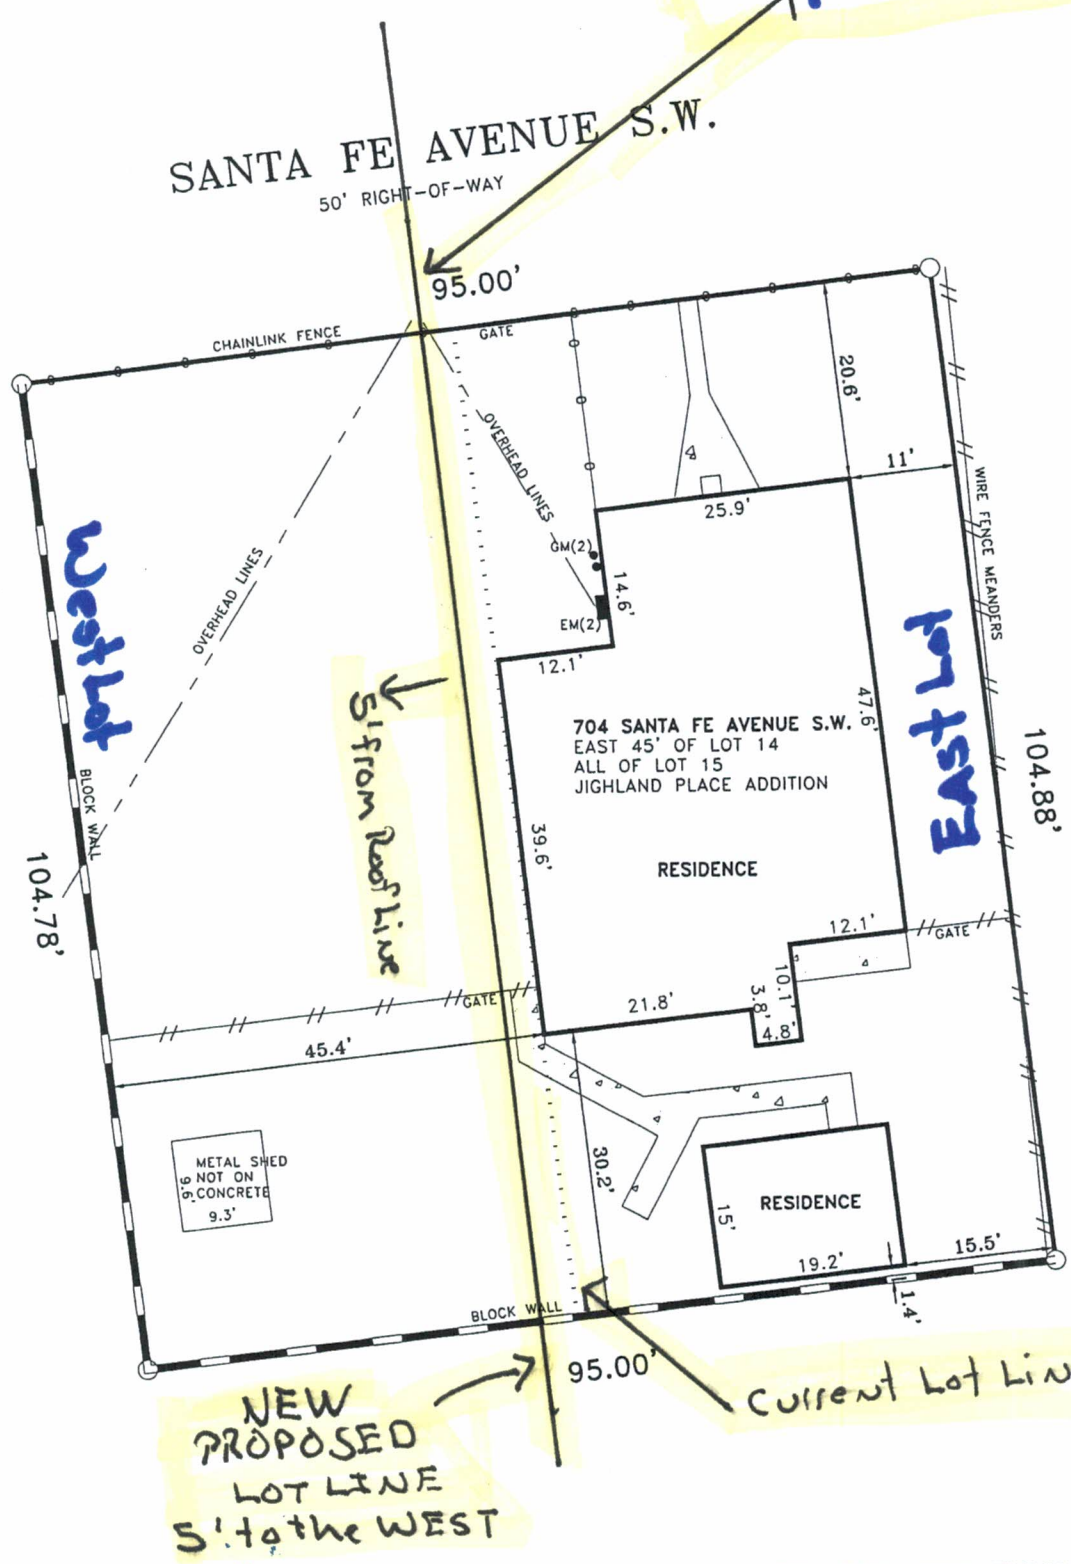 SANTA FE AVENUE S.W.
50' RIGHT-OF-WAY
95.00'
CHAINLINK FENCE
GATE
20.6'
11'
25.9'
OVERHEAD LINES
OVERHEAD LINES
WIRE FENCE MEANDERS
GM(2)
14.6'
EM(2)
12.1'
West Lot
East Lot
5' from Roof Line
47.6'
704 SANTA FE AVENUE S.W.
EAST 45' OF LOT 14
ALL OF LOT 15
JIGHLAND PLACE ADDITION
BLOCK WALL
39.6'
104.88'
104.78'
RESIDENCE
12.1'
GATE
10.1'
3.8'
4.8'
21.8'
GATE
45.4'
METAL SHED
NOT ON
CONCRETE
9.6'
9.3'
30.2'
RESIDENCE
15'
19.2'
15.5'
1.4'
BLOCK WALL
95.00'
Current Lot Lin
NEW
PROPOSED
LOT LINE
5' to the WEST